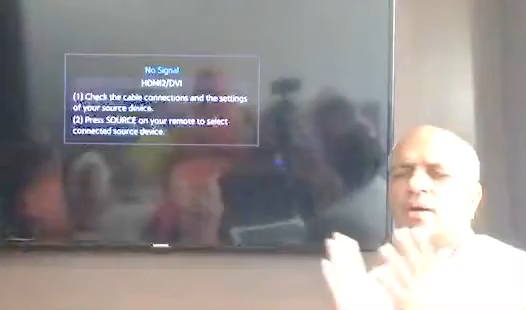 No Signal
HDMI2/DVI
(1) Check the cable connections and the settings
of your source device.
(2) Press SOURCE on your remote to select
connected source device.